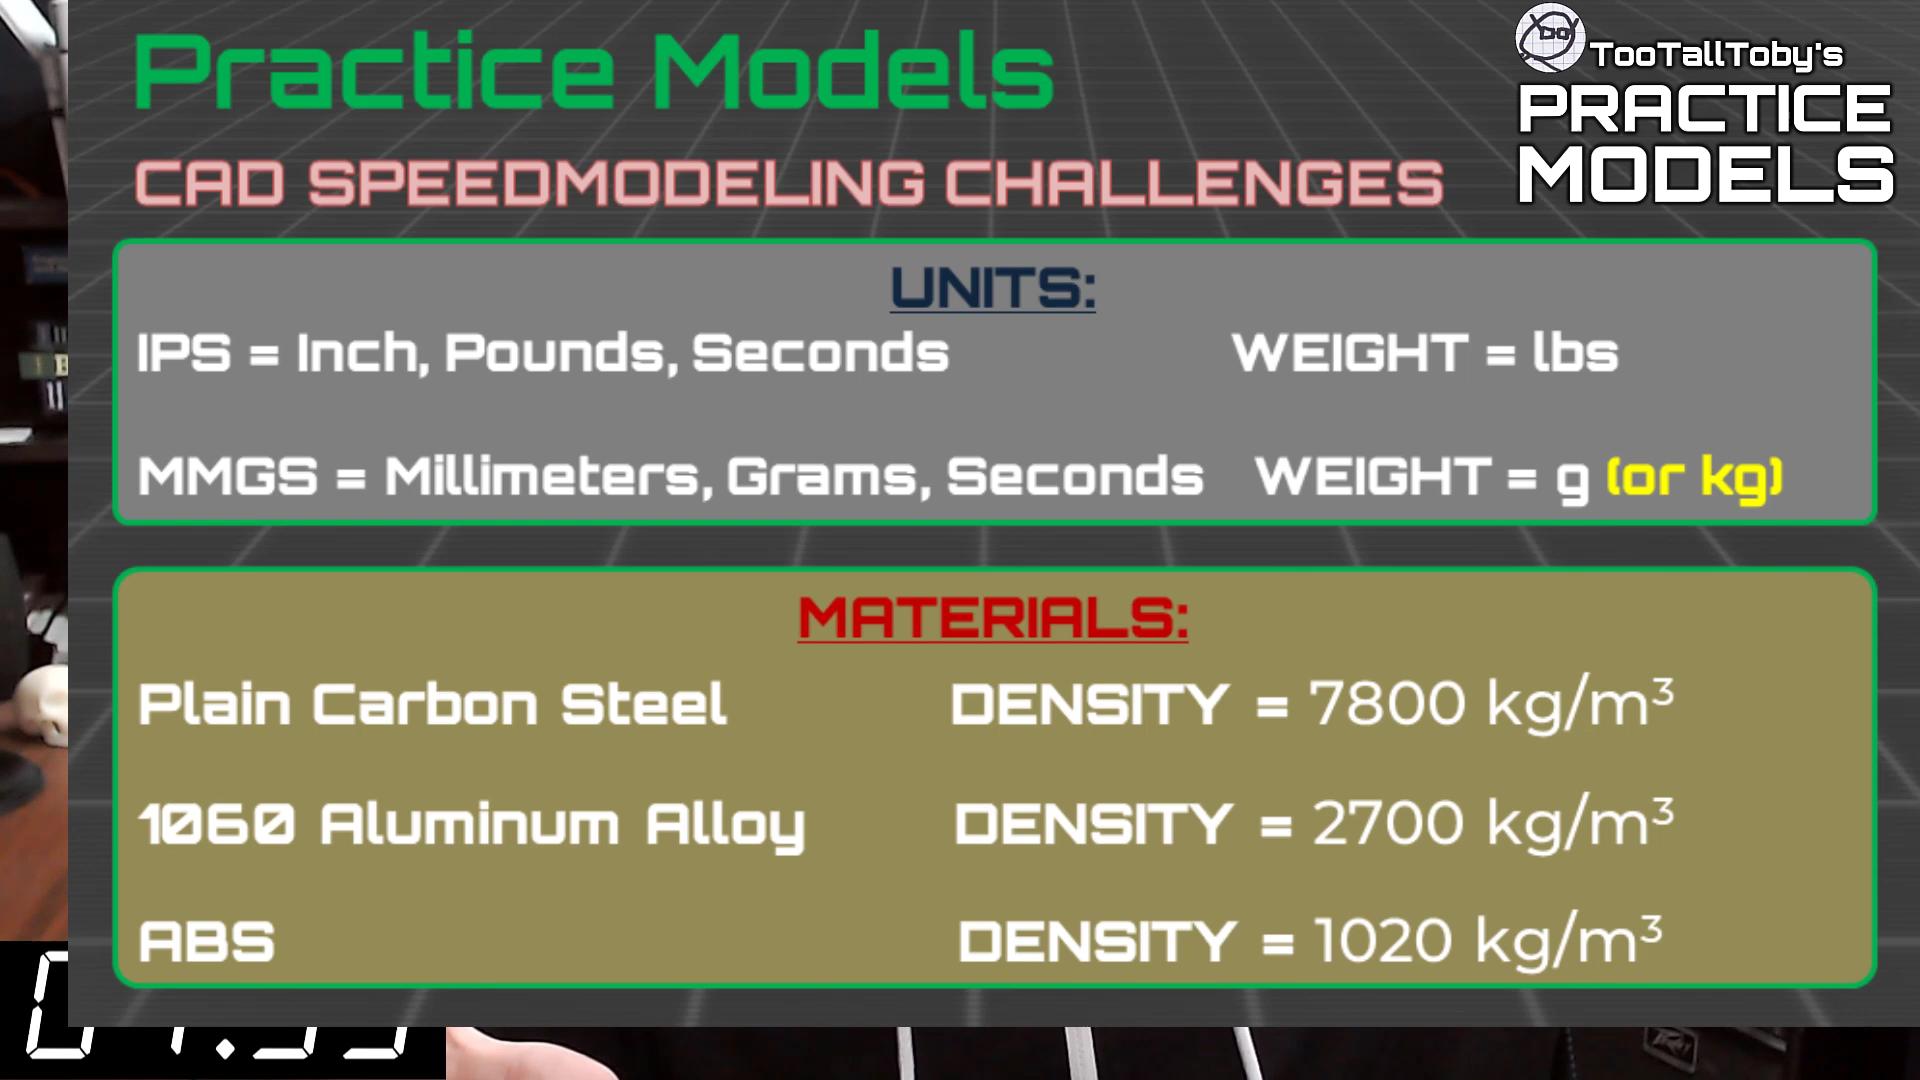 Practice Models
TooTallToby's
PRACTICE
MODELS
CAD SPEEDMODELING CHALLENGES
UNITS:
IPS = Inch, Pounds, Seconds WEIGHT = lbs
MMGS = Millimeters, Grams, Seconds WEIGHT = g (or kg)
MATERIALS:
Plain Carbon Steel DENSITY = 7800 kg/m³
1060 Aluminum Alloy DENSITY = 2700 kg/m³
ABS DENSITY = 1020 kg/m³